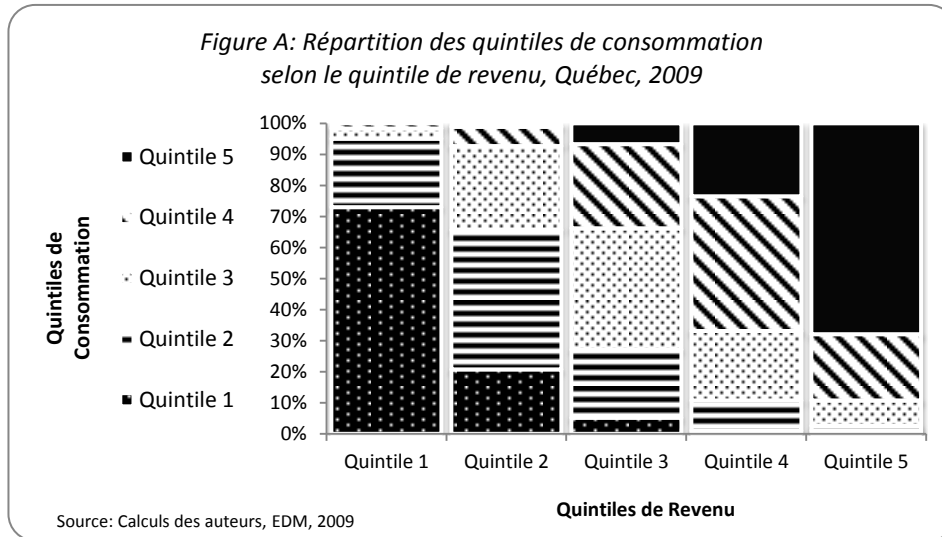 Figure A: Répartition des quintiles de consommation
selon le quintile de revenu, Québec, 2009
Quintiles de
Consommation
Quintile 5
Quintile 4
Quintile 3
Quintile 2
Quintile 1
100%
90%
80%
70%
60%
50%
40%
30%
20%
10%
0%
Quintile 1 Quintile 2 Quintile 3 Quintile 4 Quintile 5
Quintiles de Revenu
Source: Calculs des auteurs, EDM, 2009